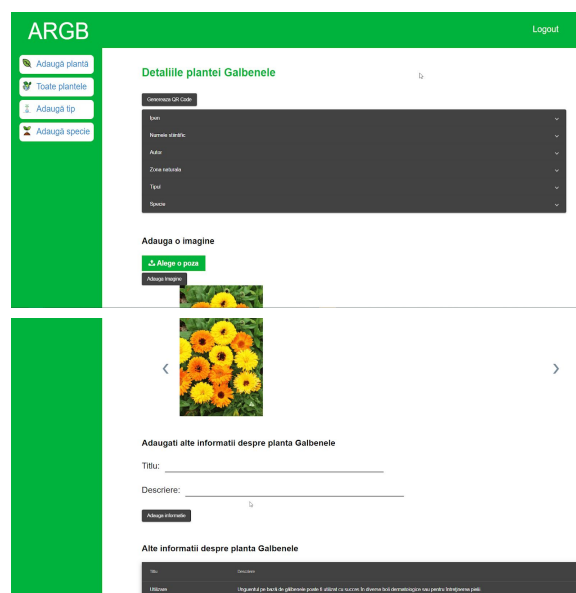 ARGB
Logout
Adaugă plantă
Toate plantele
Adaugă tip
Adaugă specie
Detaliile plantei Galbenele
Genereaza QR Code
Ipen
Numele stiintific
Autor
Zona naturala
Tipul
Specie
Adauga o imagine
Alege o poza
Adauga Imagine
Adaugati alte informatii despre planta Galbenele
Titlu:
Descriere:
Adauga informatie
Alte informatii despre planta Galbenele
Titlu Descriere
Utilizare Unguentul pe bază de gălbenele poate fi utilizat cu succes în diverse boli dermatologice sau pentru întreținerea pielii